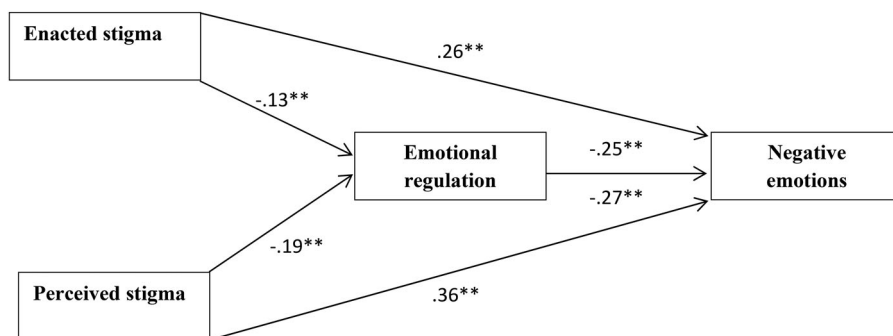 Enacted stigma
.26**
-.13**
Emotional
regulation
-.25**
Negative
emotions
-.27**
-.19**
Perceived stigma
.36**